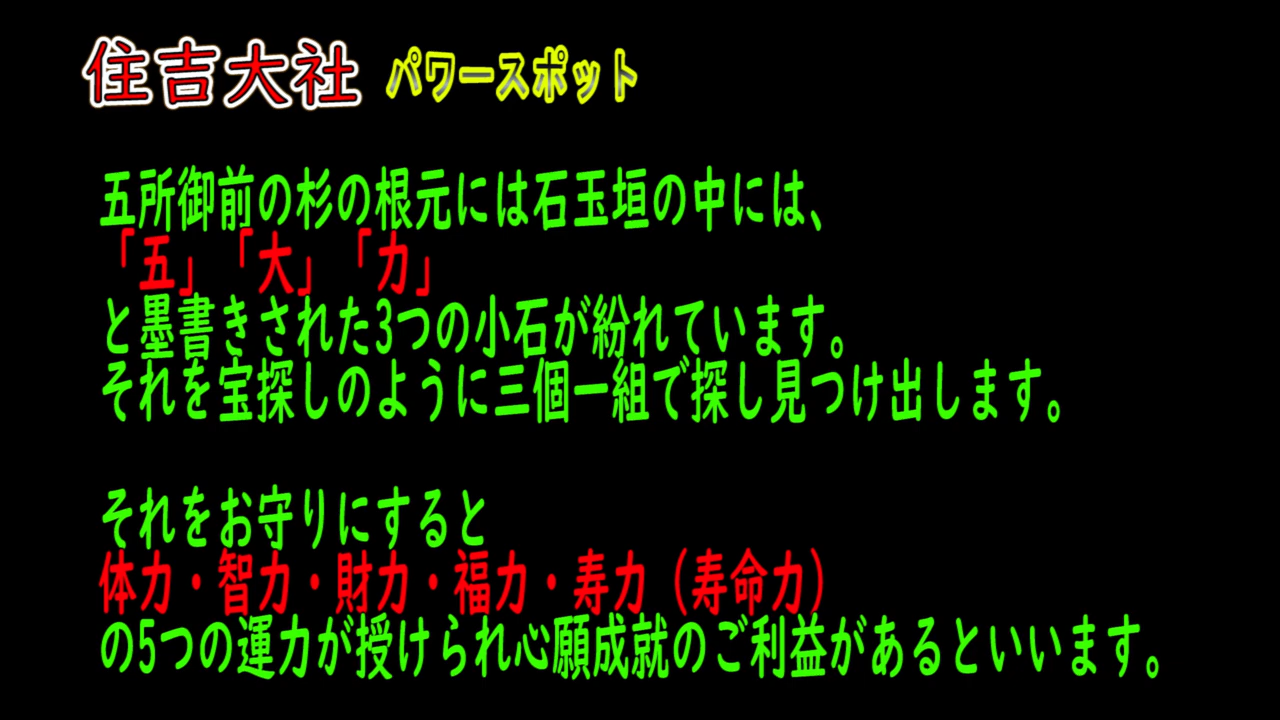 住吉大社 パワースポット
五所御前の杉の根元には石玉垣の中には、
「五」「大」「力」
と墨書きされた3つの小石が紛れています。
それを宝探しのように三個一組で探し見つけ出します。
それをお守りにすると
体力・智力・財力・福力・寿力（寿命力）
の5つの運力が授けられ心願成就のご利益があるといいます。